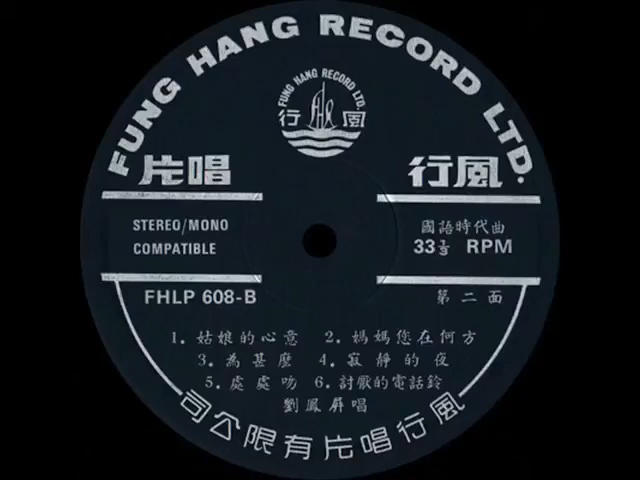 FUNG HANG RECORD LTD.
FUNG HANG RECORD LTD.
行 FHR 風
片唱 行風
STEREO/MONO
COMPATIBLE
國語時代曲
33⅓ RPM
FHLP 608-B
第二面
1. 姑娘的心意 2. 媽媽您在何方
3. 為甚麼 4. 寂靜的夜
5. 處處吻 6. 討厭的電話鈴
劉鳳屏唱
司公限有片唱行風